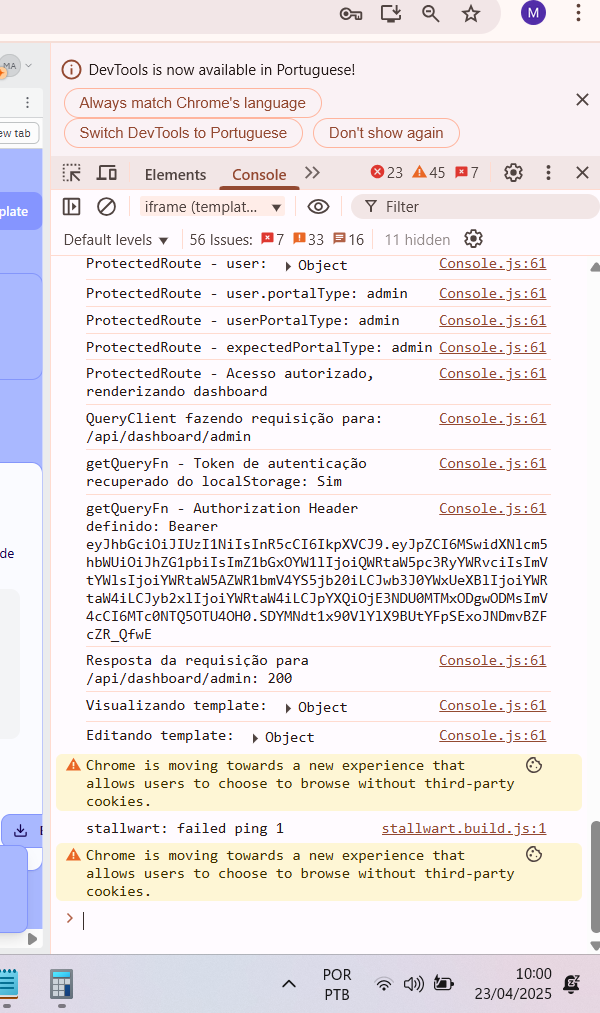 M
MA
DevTools is now available in Portuguese!
Always match Chrome's language
Switch DevTools to Portuguese
Don't show again
ew tab
plate
Elements
Console
23
45
7
iframe (templat...
Filter
Default levels
56 Issues:
7
33
16
11 hidden
ProtectedRoute - user: Object Console.js:61
ProtectedRoute - user.portalType: admin Console.js:61
ProtectedRoute - userPortalType: admin Console.js:61
ProtectedRoute - expectedPortalType: admin Console.js:61
ProtectedRoute - Acesso autorizado, Console.js:61
renderizando dashboard
QueryClient fazendo requisição para: Console.js:61
/api/dashboard/admin
getQueryFn - Token de autenticação Console.js:61
recuperado do localStorage: Sim
getQueryFn - Authorization Header Console.js:61
definido: Bearer
eyJhbGciOiJIUzI1NiIsInR5cCI6IkpXVCJ9.eyJpZCI6MSwidXNlcm5
hbWUiOiJhZG1pbiIsImZ1bGxOYW1lIjoiQWRtaW5pc3RyYWRvciIsImVt
tYWlsIjoiYWRtaW5AZWR1bmV4YS5jb20iLCJwb3J0YWxUeXBlIjoiYWR
taW4iLCJyb2xlIjoiYWRtaW4iLCJpYXQiOjE3NDU0MTMxODgwODMsImV
4cCI6MTc0NTQ5OTU4OH0.SDYMNdt1x90VlYlX9BUtYFpSExoJNDmvBZF
cZR_QfwE
Resposta da requisição para Console.js:61
/api/dashboard/admin: 200
Visualizando template: Object Console.js:61
Editando template: Object Console.js:61
Chrome is moving towards a new experience that
allows users to choose to browse without third-party
cookies.
stallwart: failed ping 1 stallwart.build.js:1
Chrome is moving towards a new experience that
allows users to choose to browse without third-party
cookies.
de
POR
PTB
10:00
23/04/2025